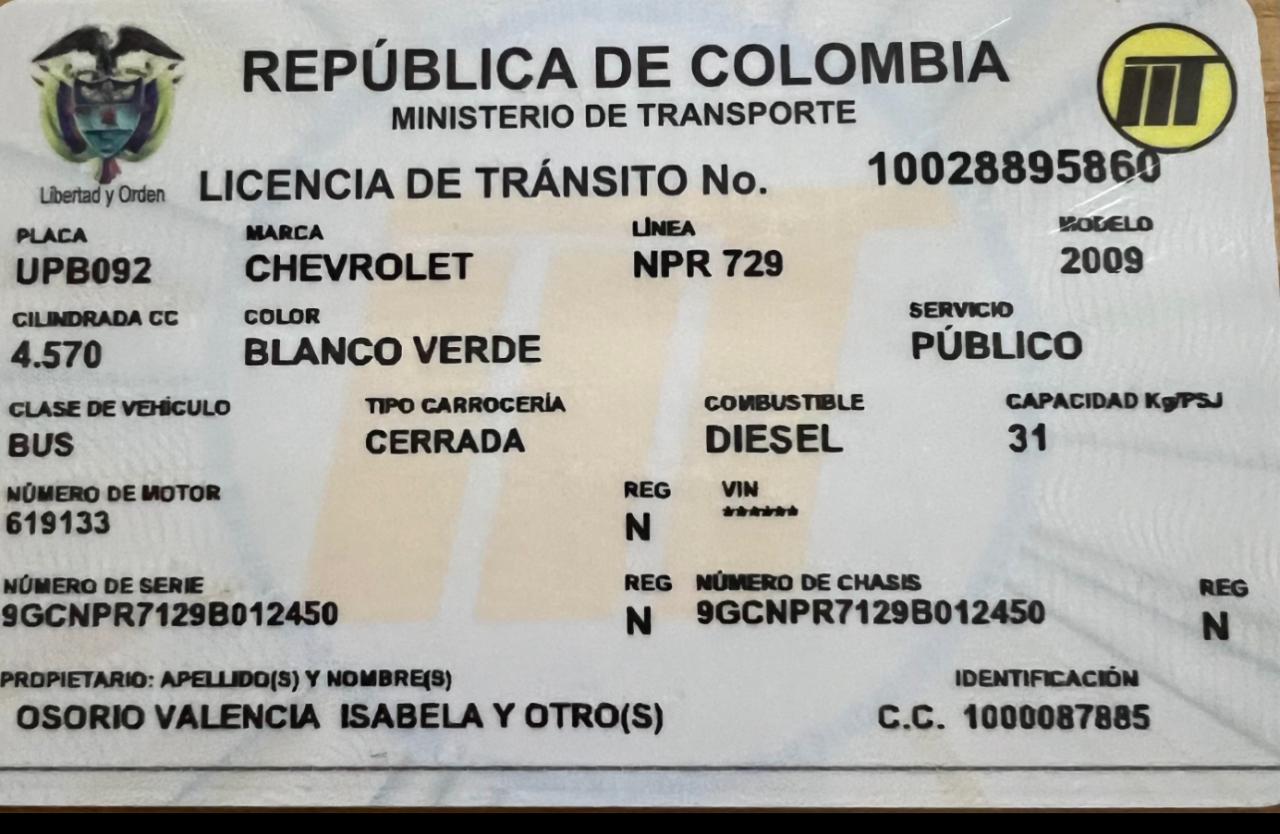 REPÚBLICA DE COLOMBIA
MINISTERIO DE TRANSPORTE
Libertad y Orden
LICENCIA DE TRÁNSITO No. 10028895860
PLACA MARCA LÍNEA MODELO
UPB092 CHEVROLET NPR 729 2009
CILINDRADA CC COLOR SERVICIO
4.570 BLANCO VERDE PÚBLICO
CLASE DE VEHÍCULO TIPO CARROCERÍA COMBUSTIBLE CAPACIDAD Kg/PSJ
BUS CERRADA DIESEL 31
NÚMERO DE MOTOR REG VIN
619133 N ******
NÚMERO DE SERIE REG NÚMERO DE CHASIS REG
9GCNPR7129B012450 N 9GCNPR7129B012450 N
PROPIETARIO: APELLIDO(S) Y NOMBRE(S) IDENTIFICACIÓN
OSORIO VALENCIA ISABELA Y OTRO(S) C.C. 1000087885